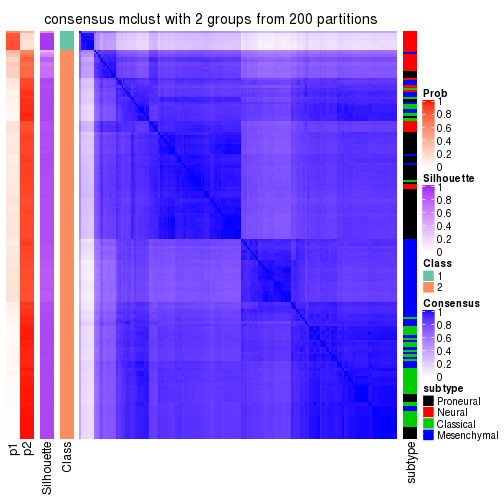 consensus mclust with 2 groups from 200 partitions
Prob
1
0.8
0.6
0.4
0.2
0
Silhouette
1
0.8
0.6
0.4
0.2
0
Class
1
2
Consensus
1
0.8
0.6
0.4
0.2
0
subtype
Proneural
Neural
Classical
Mesenchymal
p1
p2
Silhouette
Class
subtype